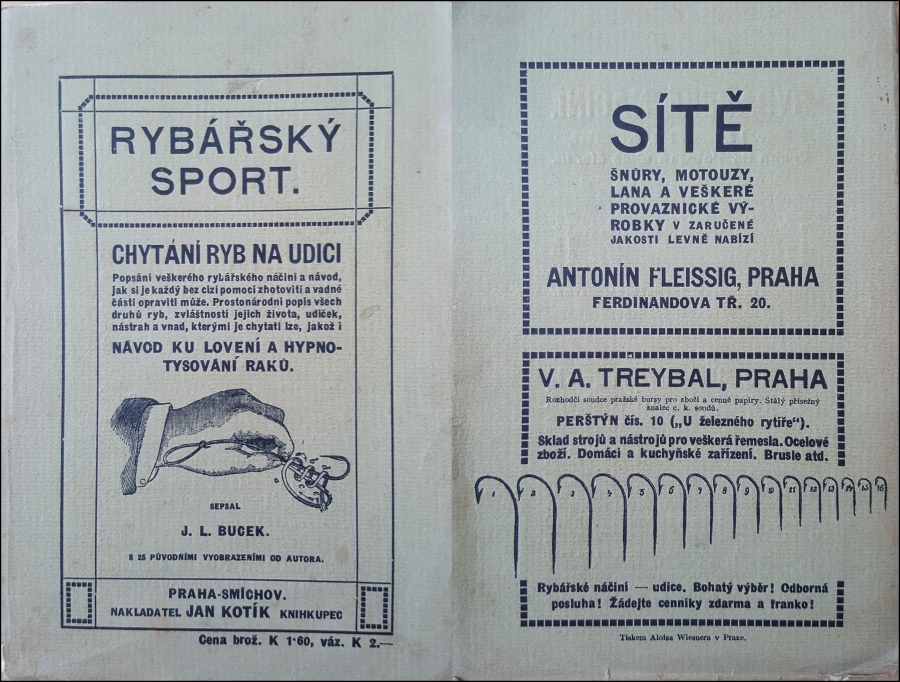 RYBÁŘSKÝ
SPORT.
CHYTÁNÍ RYB NA UDICI
Popsání veškerého rybářského náčiní a návod,
jak si je každý bez cizí pomoci zhotoviti a vadné
části opraviti může. Prostonárodní popis všech
druhů ryb, zvláštností jejich života, udiček,
nástrah a vnad, kterými je chytati lze, jakož i
NÁVOD KU LOVENÍ A HYPNO-
TYSOVÁNÍ RAKŮ.
SEPSAL
J. L. BUCEK.
S 25 PŮVODNÍMI VYOBRAZENÍMI OD AUTORA.
PRAHA-SMÍCHOV.
NAKLADATEL JAN KOTÍK KNIHKUPEC
Cena brož. K 1·60, váz. K 2.—
SÍTĚ
ŠNŮRY, MOTOUZY,
LANA A VEŠKERÉ
PROVAZNICKÉ VÝ-
ROBKY V ZARUČENÉ
JAKOSTI LEVNĚ NABÍZÍ
ANTONÍN FLEISSIG, PRAHA
FERDINANDOVA TŘ. 20.
V. A. TREYBAL, PRAHA
Rozhodčí soudce pražské bursy pro zboží a cenné papíry. Stálý přísežný
znalec c. k. soudů.
PERŠTÝN čís. 10 („U železného rytíře“).
Sklad strojů a nástrojů pro veškerá řemesla. Ocelové
zboží. Domácí a kuchyňské zařízení. Brusle atd.
1 2 3 4 5 6 7 8 9 10 11 12 13 14 15 16
Rybářské náčiní — udice. Bohatý výběr! Odborná
posluha! Žádejte cenníky zdarma a franko!
Tiskem Aloisa Wiesnera v Praze.